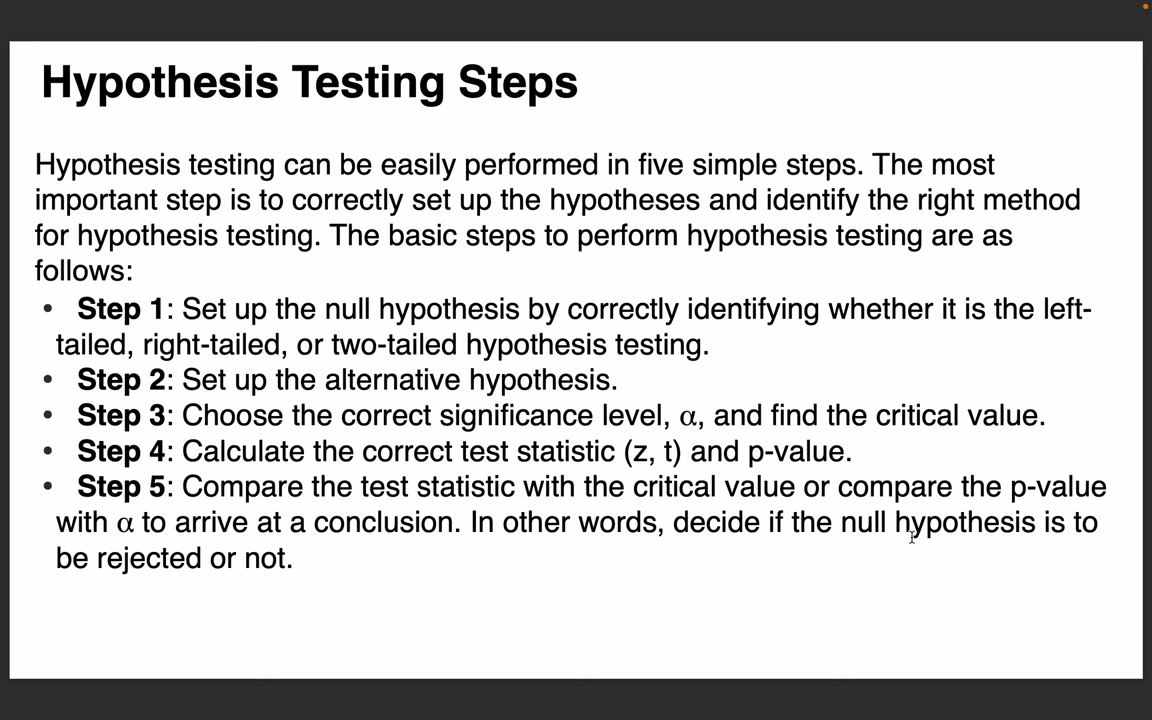 Hypothesis Testing Steps
Hypothesis testing can be easily performed in five simple steps. The most
important step is to correctly set up the hypotheses and identify the right method
for hypothesis testing. The basic steps to perform hypothesis testing are as
follows:
• Step 1: Set up the null hypothesis by correctly identifying whether it is the left-
tailed, right-tailed, or two-tailed hypothesis testing.
• Step 2: Set up the alternative hypothesis.
• Step 3: Choose the correct significance level, α, and find the critical value.
• Step 4: Calculate the correct test statistic (z, t) and p-value.
• Step 5: Compare the test statistic with the critical value or compare the p-value
with α to arrive at a conclusion. In other words, decide if the null hypothesis is to
be rejected or not.